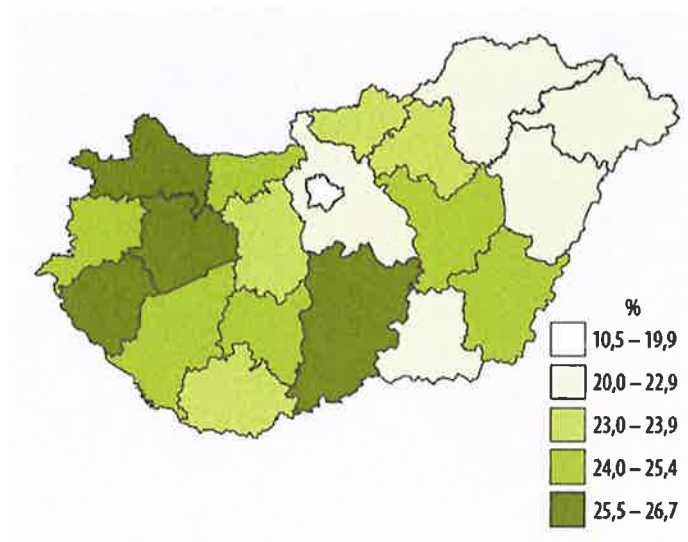 %
10,5 – 19,9
20,0 – 22,9
23,0 – 23,9
24,0 – 25,4
25,5 – 26,7